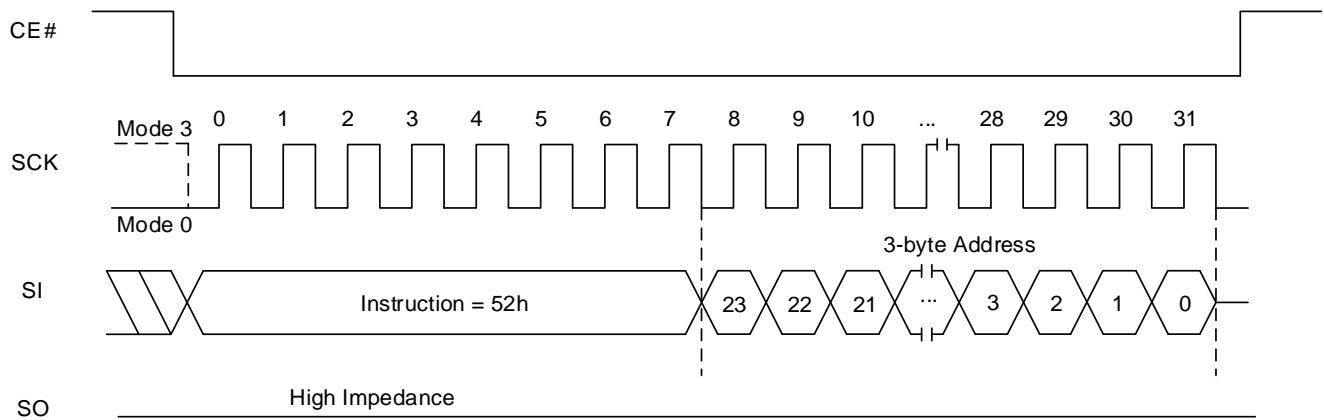 CE#
0 1 2 3 4 5 6 7 8 9 10 ... 28 29 30 31
Mode 3
SCK
Mode 0
3-byte Address
SI
Instruction = 52h 23 22 21 ... 3 2 1 0
High Impedance
SO